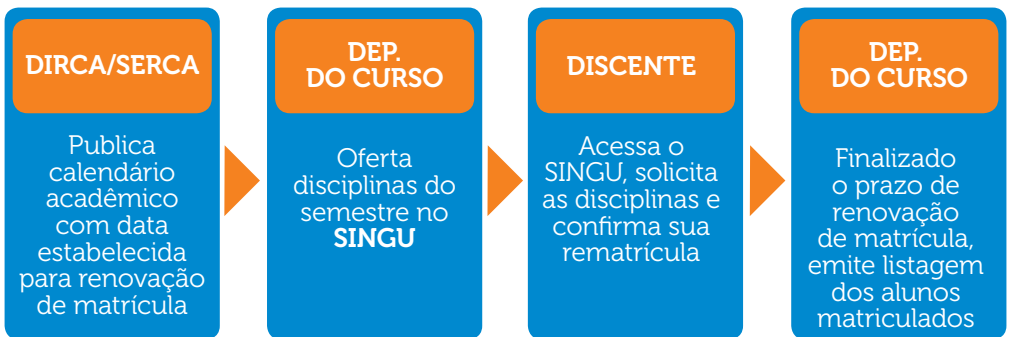 DIRCA/SERCA
Publica
calendário
acadêmico
com data
estabelecida
para renovação
de matrícula
DEP.
DO CURSO
Oferta
disciplinas do
semestre no
SINGU
DISCENTE
Acessa o
SINGU, solicita
as disciplinas e
confirma sua
rematrícula
DEP.
DO CURSO
Finalizado
o prazo de
renovação
de matrícula,
emite listagem
dos alunos
matriculados